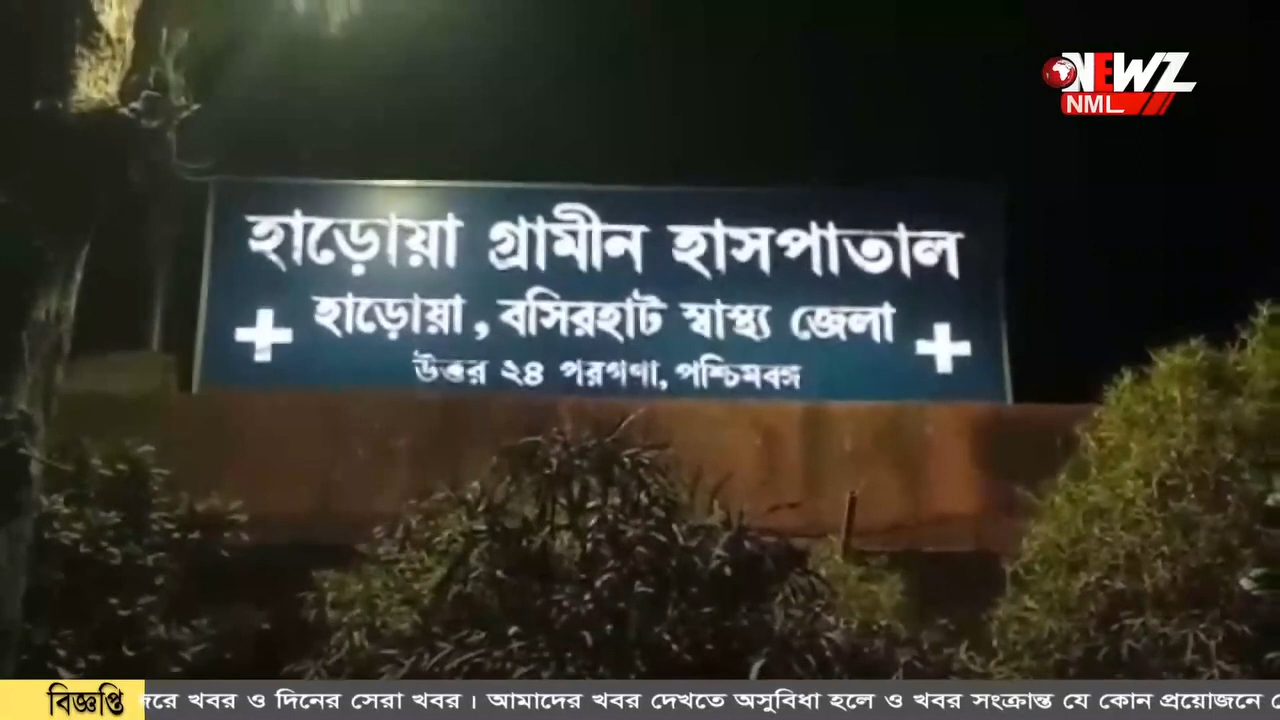 NEWZ
NML
হাড়োয়া গ্রামীন হাসপাতাল
হাড়োয়া, বসিরহাট স্বাস্থ্য জেলা
উত্তর ২৪ পরগণা, পশ্চিমবঙ্গ
বিজ্ঞপ্তি
খবর ও দিনের সেরা খবর। আমাদের খবর দেখতে অসুবিধা হলে ও খবর সংক্রান্ত যে কোন প্রয়োজনে